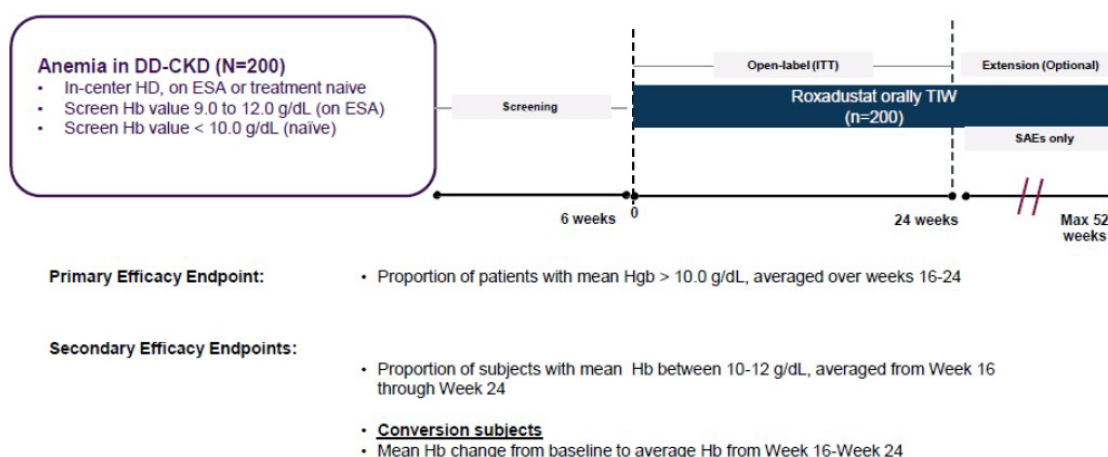 Anemia in DD-CKD (N=200)
• In-center HD, on ESA or treatment naive
• Screen Hb value 9.0 to 12.0 g/dL (on ESA)
• Screen Hb value < 10.0 g/dL (naïve)
Screening
Open-label (ITT)
Extension (Optional)
Roxadustat orally TIW
(n=200)
SAEs only
6 weeks
0
24 weeks
Max 52
weeks
Primary Efficacy Endpoint:
• Proportion of patients with mean Hgb > 10.0 g/dL, averaged over weeks 16-24
Secondary Efficacy Endpoints:
• Proportion of subjects with mean Hb between 10-12 g/dL, averaged from Week 16
through Week 24
• Conversion subjects
• Mean Hb change from baseline to average Hb from Week 16-Week 24